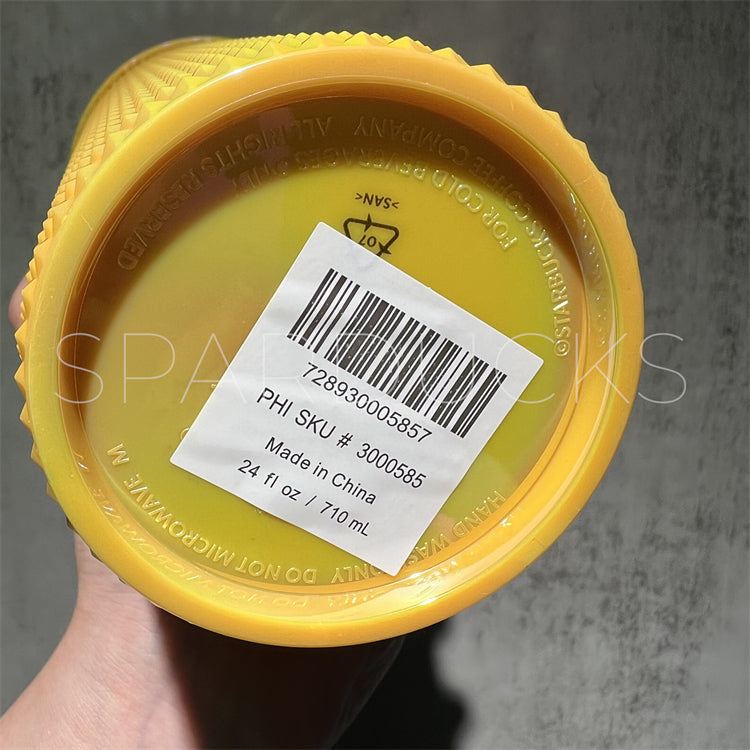 ©STARBUCKS COFFEE COMPANY ALL RIGHTS RESERVED
FOR COLD BEVERAGES ONLY
>SAN<
07
728930005857
PHI SKU # 3000585
Made in China
24 fl oz / 710 mL
HAND WASH ONLY DO NOT MICROWAVE M
SPARBUCKS